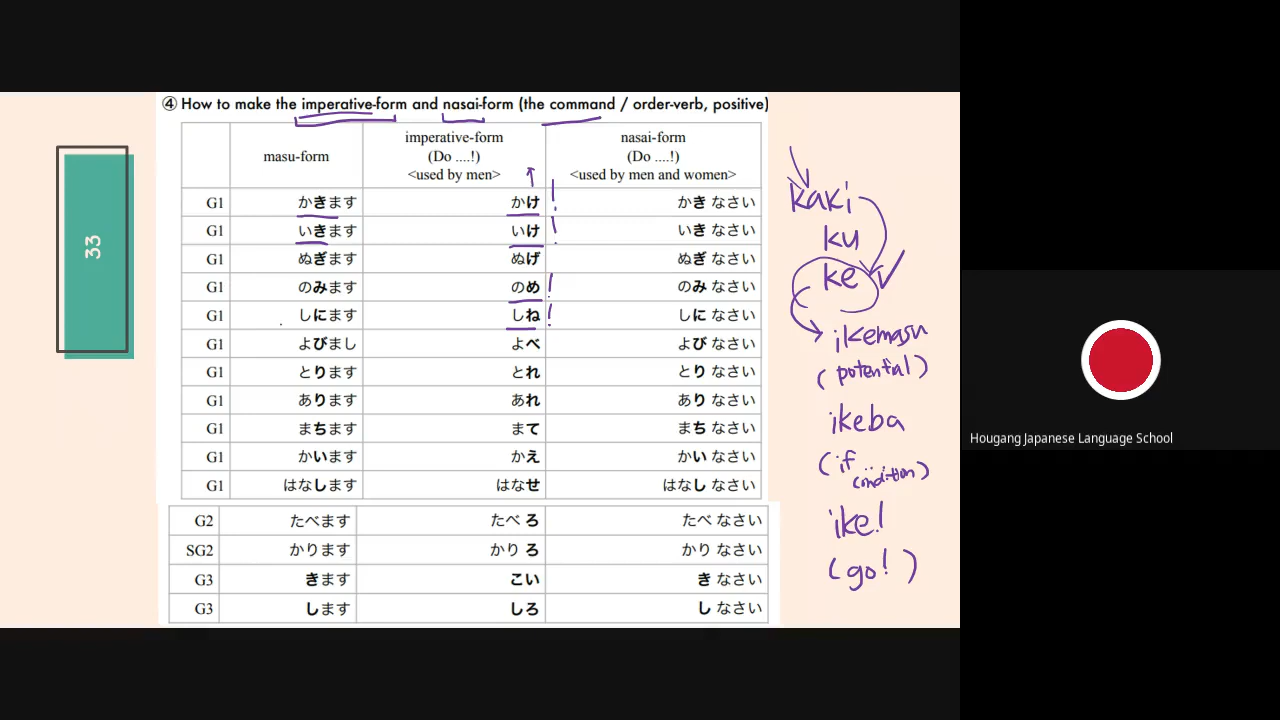 ④ How to make the imperative-form and nasai-form (the command / order-verb, positive)
masu-form
imperative-form
(Do ....!)
<used by men>
nasai-form
(Do ....!)
<used by men and women>
G1 かきます かけ ! かき なさい
G1 いきます いけ ! いき なさい
G1 ぬぎます ぬげ ぬぎ なさい
G1 のみます のめ ! のみ なさい
G1 しにます しね ! しに なさい
G1 よびまし よべ よび なさい
G1 とります とれ とり なさい
G1 あります あれ あり なさい
G1 まちます まて まち なさい
G1 かいます かえ かい なさい
G1 はなします はなせ はなし なさい
G2 たべます たべ ろ たべ なさい
SG2 かります かり ろ かり なさい
G3 きます こい き なさい
G3 します しろ し なさい
33
kaki
ku
ke
ikemasu
(potential)
ikeba
(if
condition)
ike!
(go!)
Hougang Japanese Language School